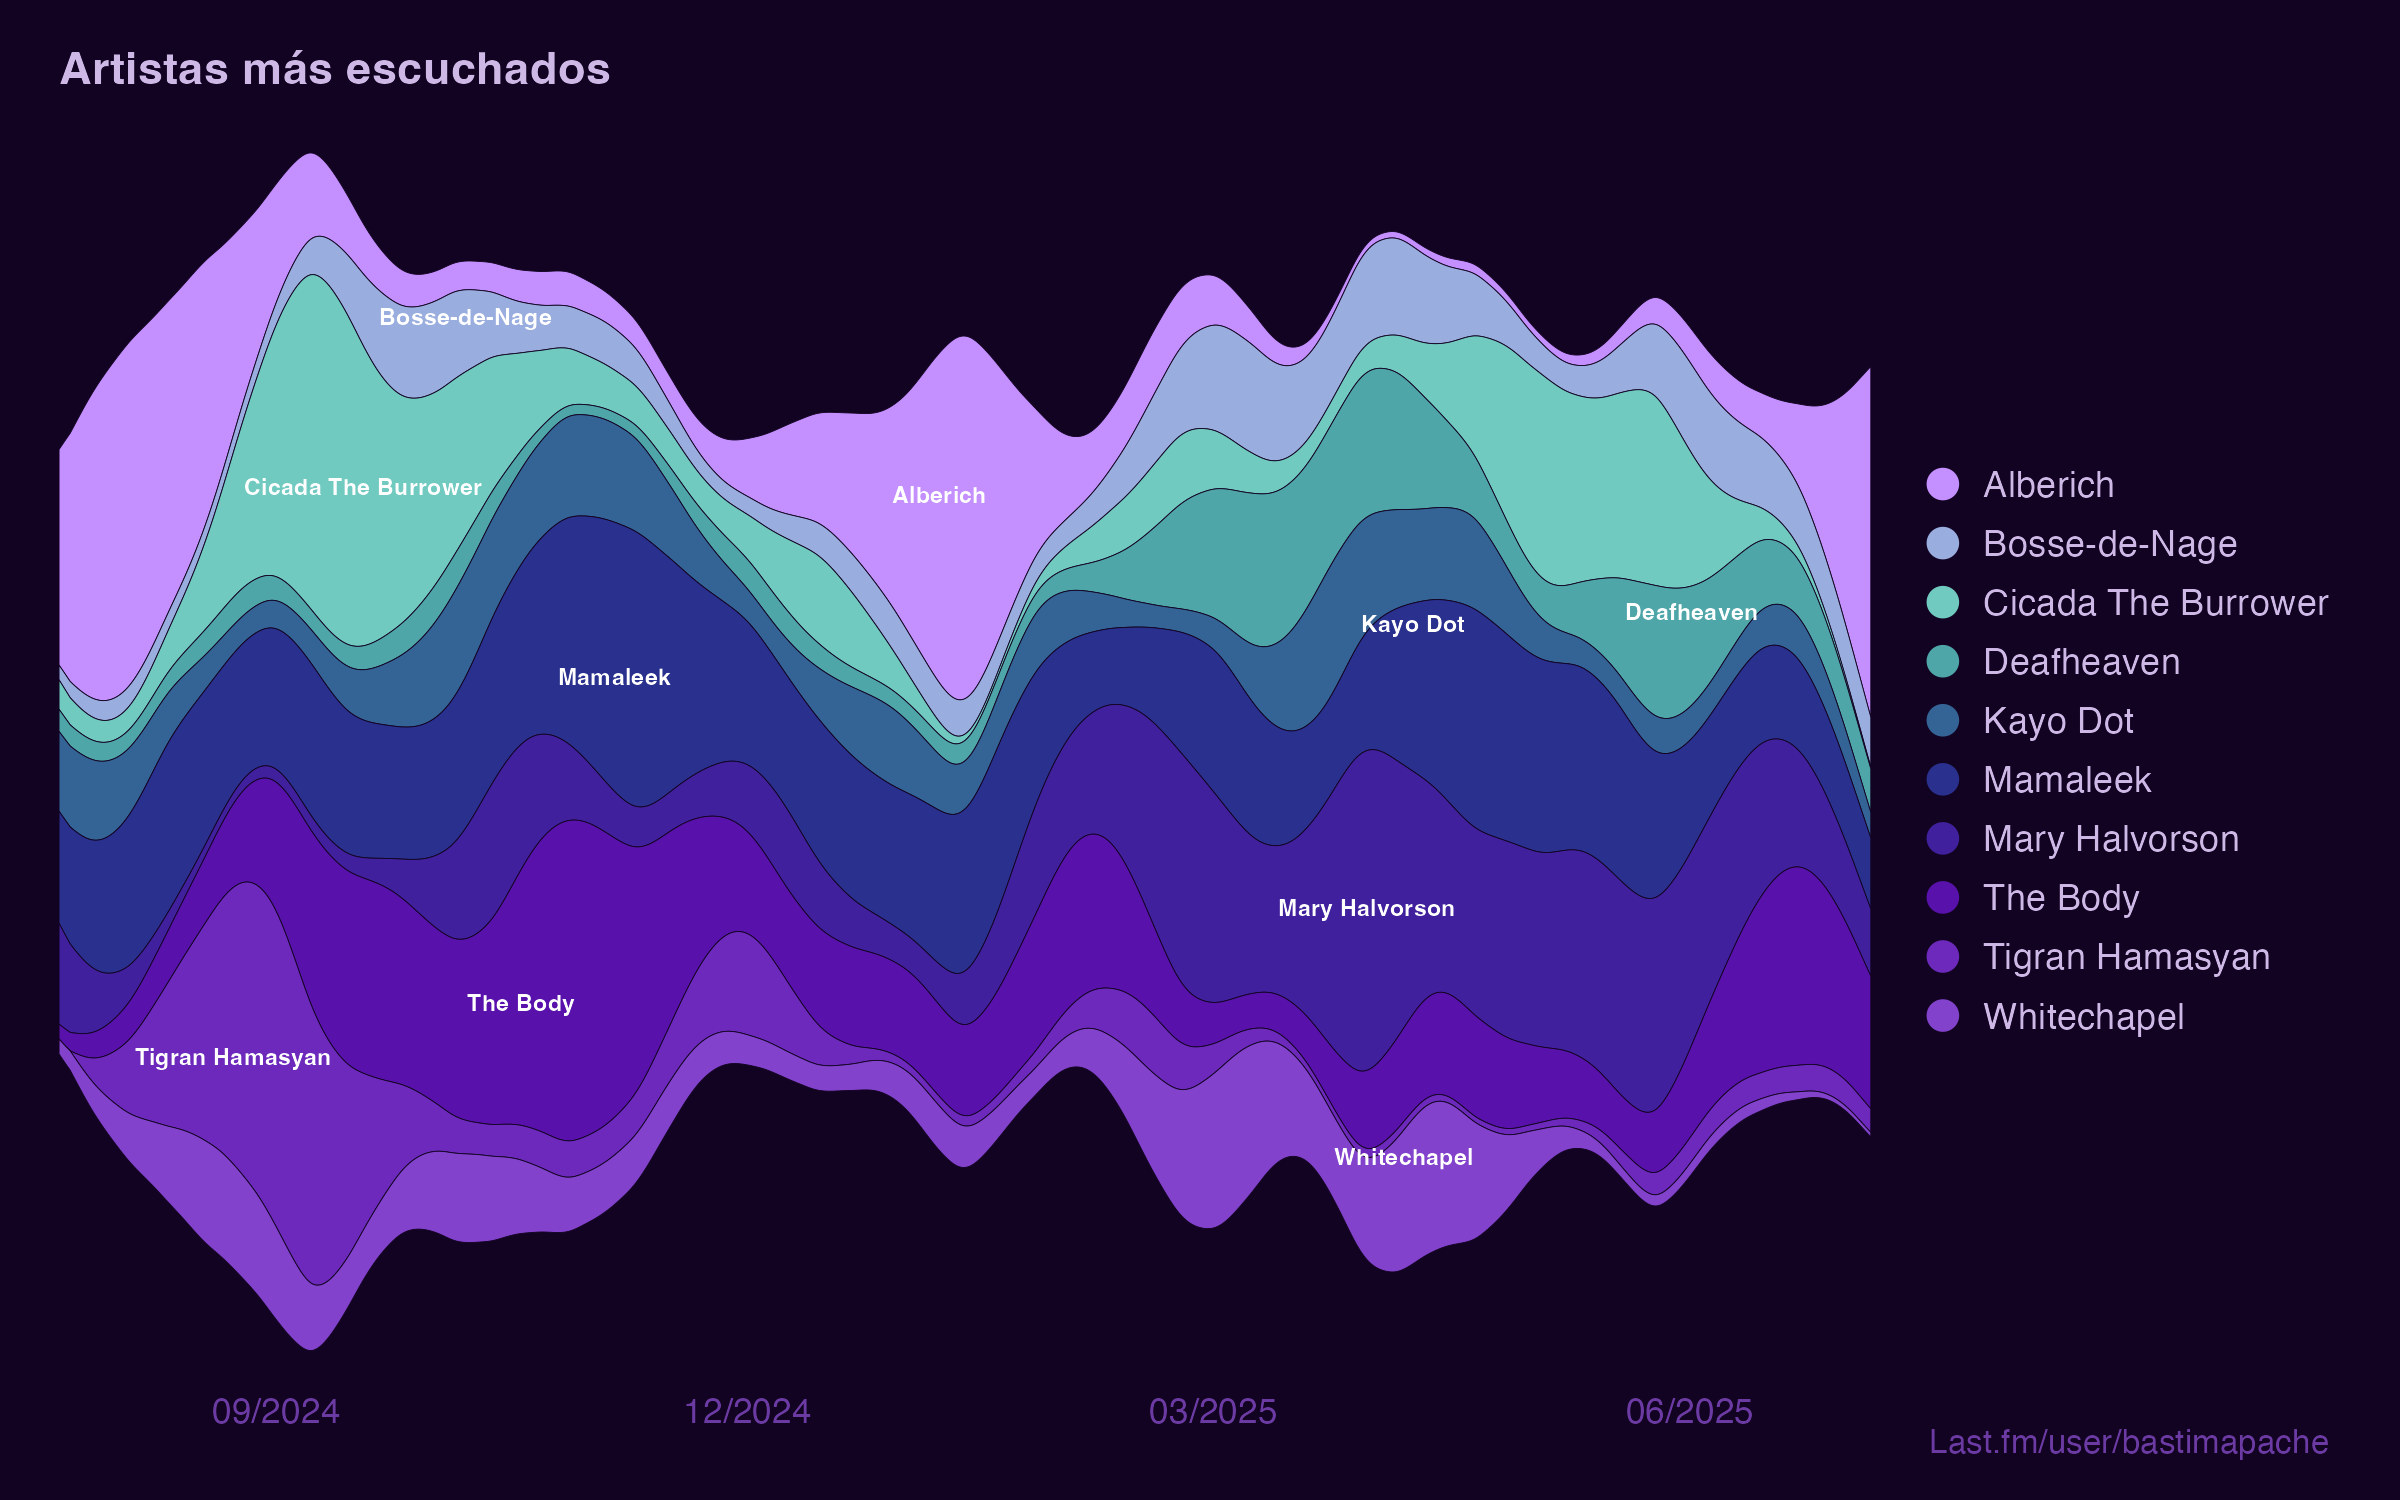 Artistas más escuchados
Bosse-de-Nage
Cicada The Burrower
Alberich
Deafheaven
Kayo Dot
Mamaleek
Mary Halvorson
The Body
Tigran Hamasyan
Whitechapel
Alberich
Bosse-de-Nage
Cicada The Burrower
Deafheaven
Kayo Dot
Mamaleek
Mary Halvorson
The Body
Tigran Hamasyan
Whitechapel
09/2024
12/2024
03/2025
06/2025
Last.fm/user/bastimapache